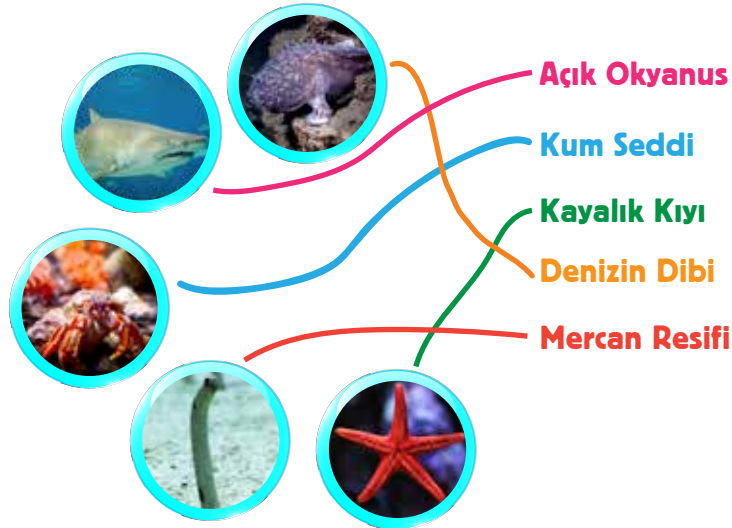 Açık Okyanus
Kum Seddi
Kayalık Kıyı
Denizin Dibi
Mercan Resifi